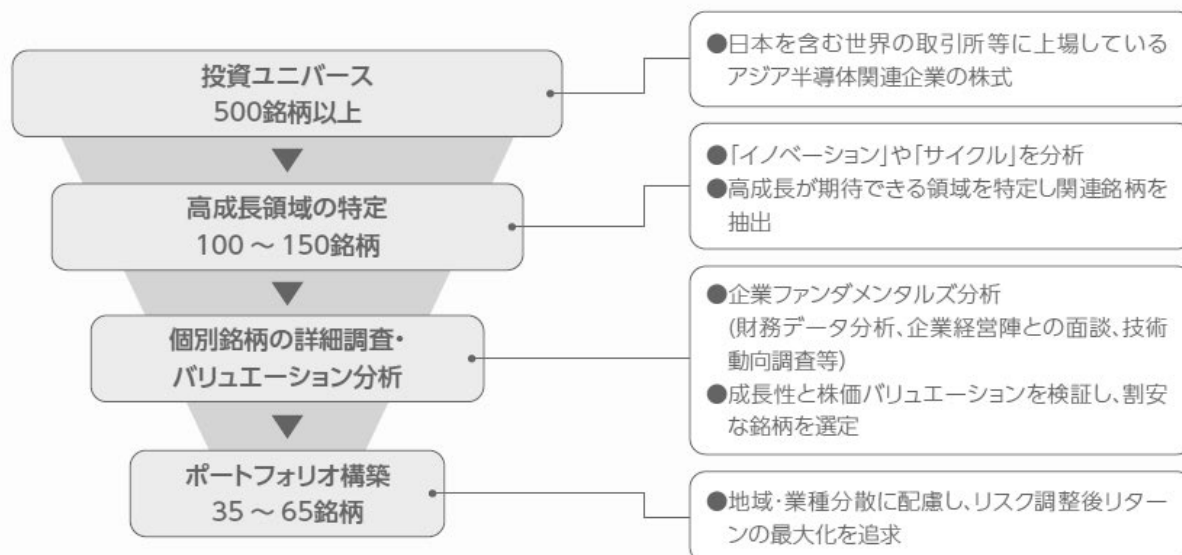 投資ユニバース
500銘柄以上
●日本を含む世界の取引所等に上場している
アジア半導体関連企業の株式
▼
高成長領域の特定
100 ～ 150銘柄
●「イノベーション」や「サイクル」を分析
●高成長が期待できる領域を特定し関連銘柄を
抽出
▼
個別銘柄の詳細調査・
バリュエーション分析
●企業ファンダメンタルズ分析
(財務データ分析、企業経営陣との面談、技術
動向調査等)
●成長性と株価バリュエーションを検証し、割安
な銘柄を選定
▼
ポートフォリオ構築
35 ～ 65銘柄
●地域・業種分散に配慮し、リスク調整後リター
ンの最大化を追求